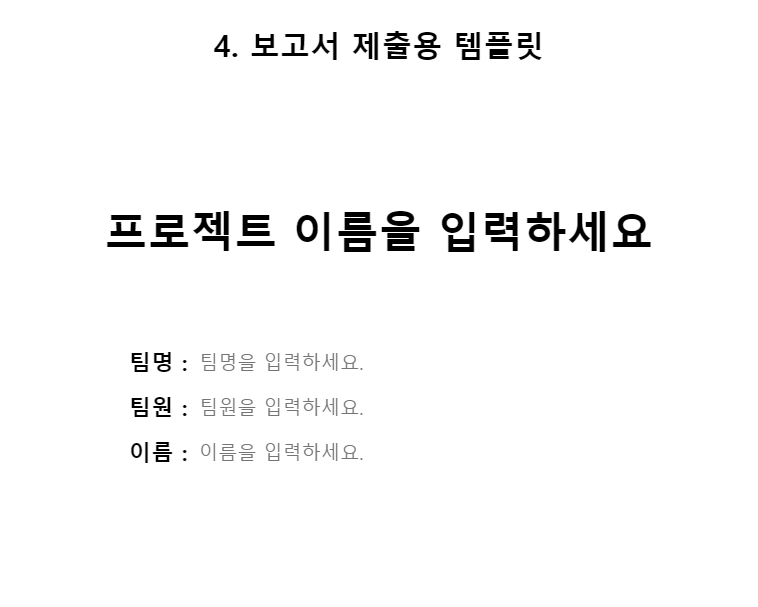 4. 보고서 제출용 템플릿
프로젝트 이름을 입력하세요
팀명 : 팀명을 입력하세요.
팀원 : 팀원을 입력하세요.
이름 : 이름을 입력하세요.